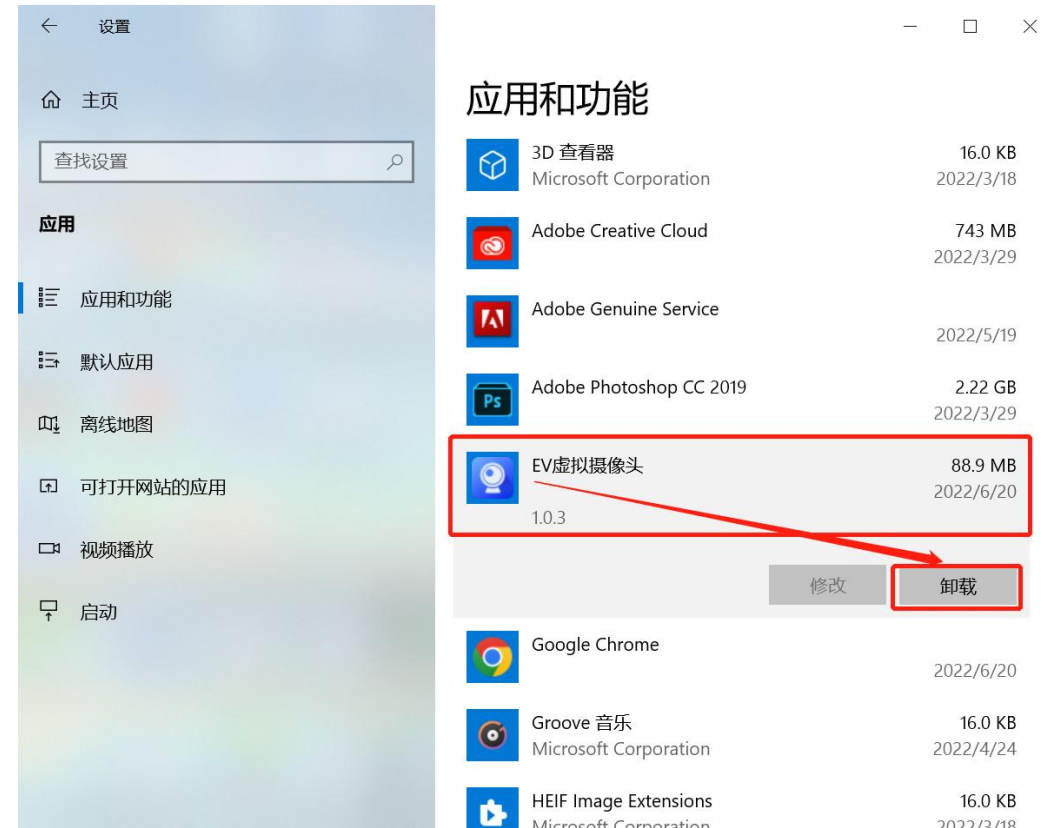 设置
主页
查找设置
应用
应用和功能
默认应用
离线地图
可打开网站的应用
视频播放
启动
应用和功能
3D 查看器
16.0 KB
Microsoft Corporation
2022/3/18
Adobe Creative Cloud
743 MB
2022/3/29
Adobe Genuine Service
2022/5/19
Ps
Adobe Photoshop CC 2019
2.22 GB
2022/3/29
EV虚拟摄像头
88.9 MB
2022/6/20
1.0.3
修改
卸载
Google Chrome
2022/6/20
Groove 音乐
16.0 KB
Microsoft Corporation
2022/4/24
HEIF Image Extensions
16.0 KB
Microsoft Corporation
2022/3/18